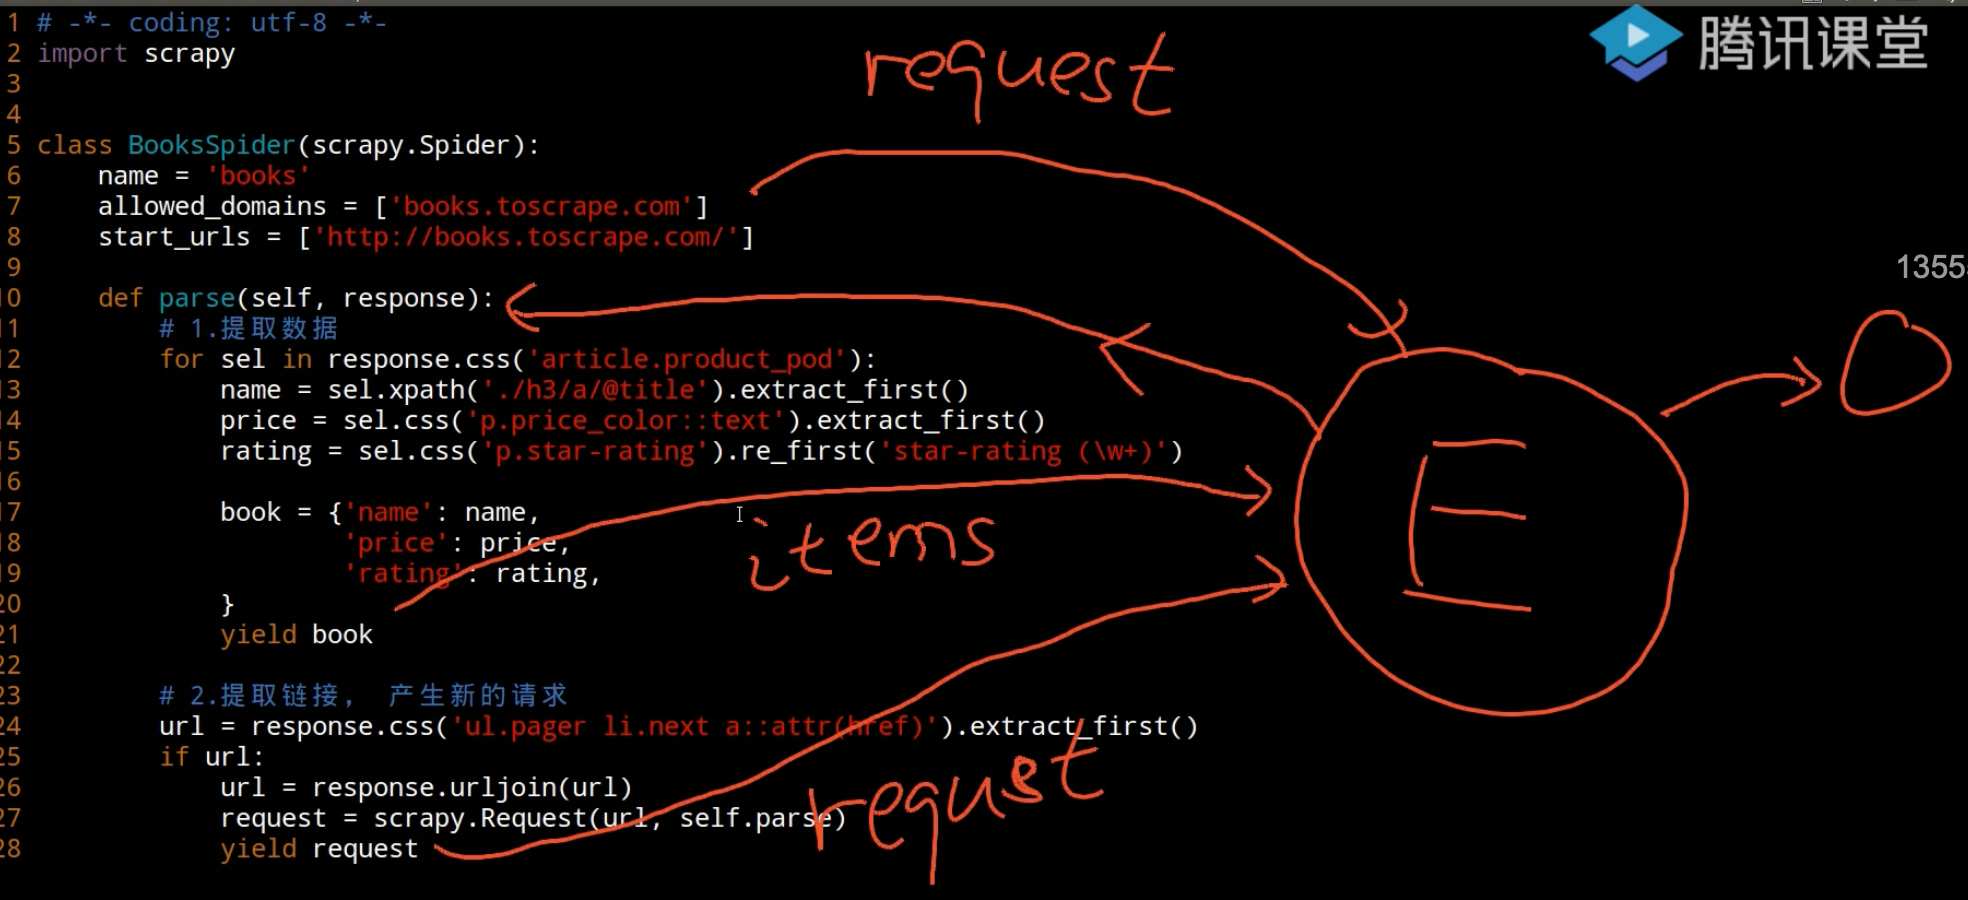 1 # -*- coding: utf-8 -*-
2 import scrapy
3
4
5 class BooksSpider(scrapy.Spider):
6     name = 'books'
7     allowed_domains = ['books.toscrape.com']
8     start_urls = ['http://books.toscrape.com/']
9
10     def parse(self, response):
11         # 1.提取数据
12         for sel in response.css('article.product_pod'):
13             name = sel.xpath('./h3/a/@title').extract_first()
14             price = sel.css('p.price_color::text').extract_first()
15             rating = sel.css('p.star-rating').re_first('star-rating (\w+)')
16
17             book = {'name': name,
18                     'price': price,
19                     'rating': rating,
20             }
21             yield book
22
23         # 2.提取链接， 产生新的请求
24         url = response.css('ul.pager li.next a::attr(href)').extract_first()
25         if url:
26             url = response.urljoin(url)
27             request = scrapy.Request(url, self.parse)
28             yield request
request
腾讯课堂
1355
E
items
requst